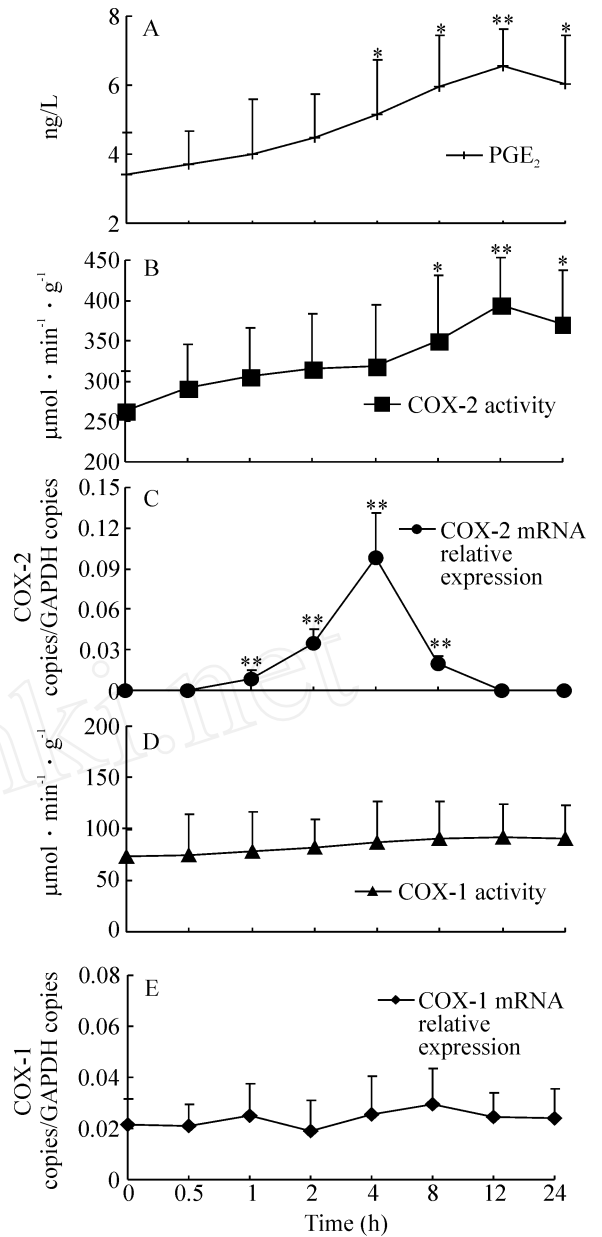 A
8
6
4
2
ng/L
* * ** *
PGE₂
B
450
400
350
300
250
200
µmol · min⁻¹ · g⁻¹
* ** *
COX-2 activity
C
0.15
0.12
0.09
0.06
0.03
0
COX-2
copies/GAPDH copies
** ** ** **
COX-2 mRNA
relative
expression
D
200
150
100
50
0
µmol · min⁻¹ · g⁻¹
COX-1 activity
E
0.08
0.06
0.04
0.02
0
COX-1
copies/GAPDH copies
COX-1 mRNA
relative
expression
0 0.5 1 2 4 8 12 24
Time (h)